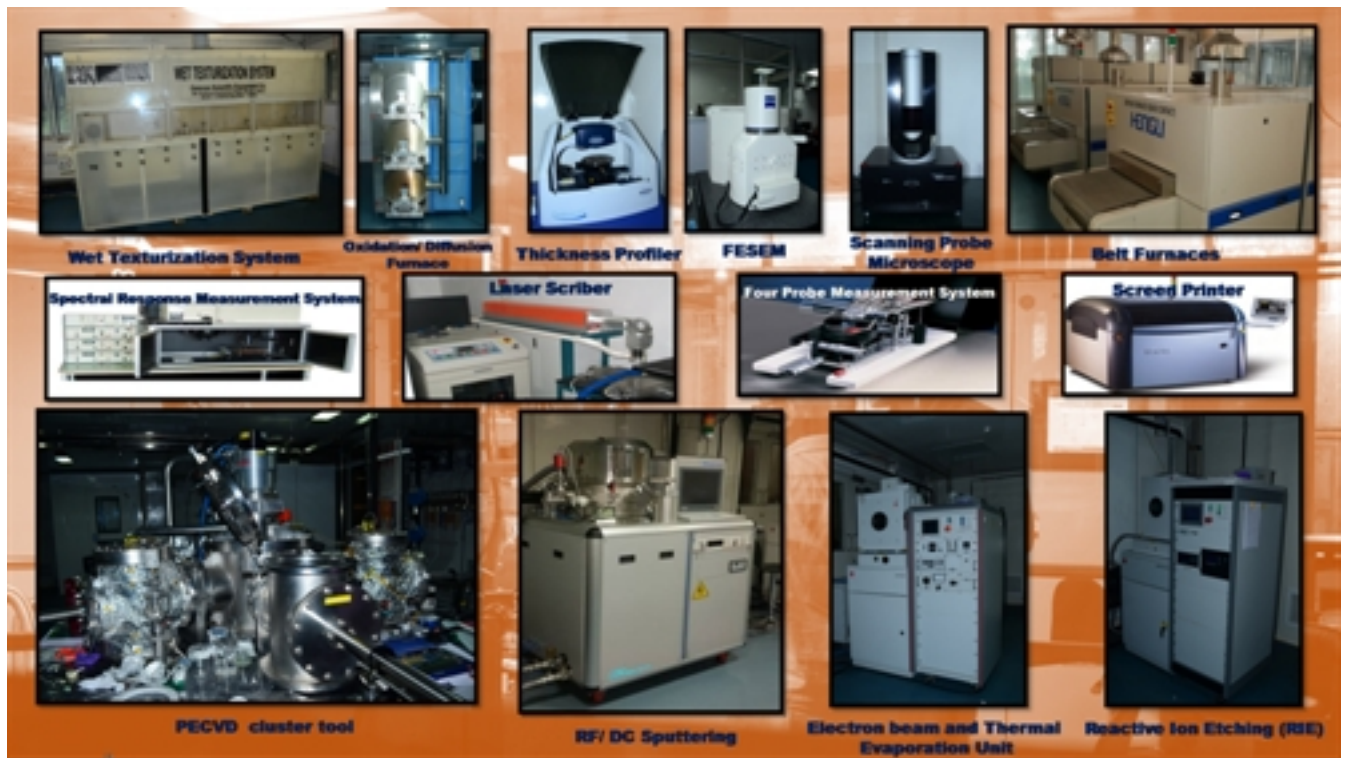 WET TEXTURIZATION SYSTEM
HENGLI
Wet Texturization System
Oxidation/ Diffusion
Furnace
Thickness Profiler
FESEM
Scanning Probe
Microscope
Belt Furnaces
Spectral Response Measurement System
Laser Scriber
Four Probe Measurement System
Screen Printer
PECVD cluster tool
RF/ DC Sputtering
Electron beam and Thermal
Evaporation Unit
Reactive Ion Etching (RIE)